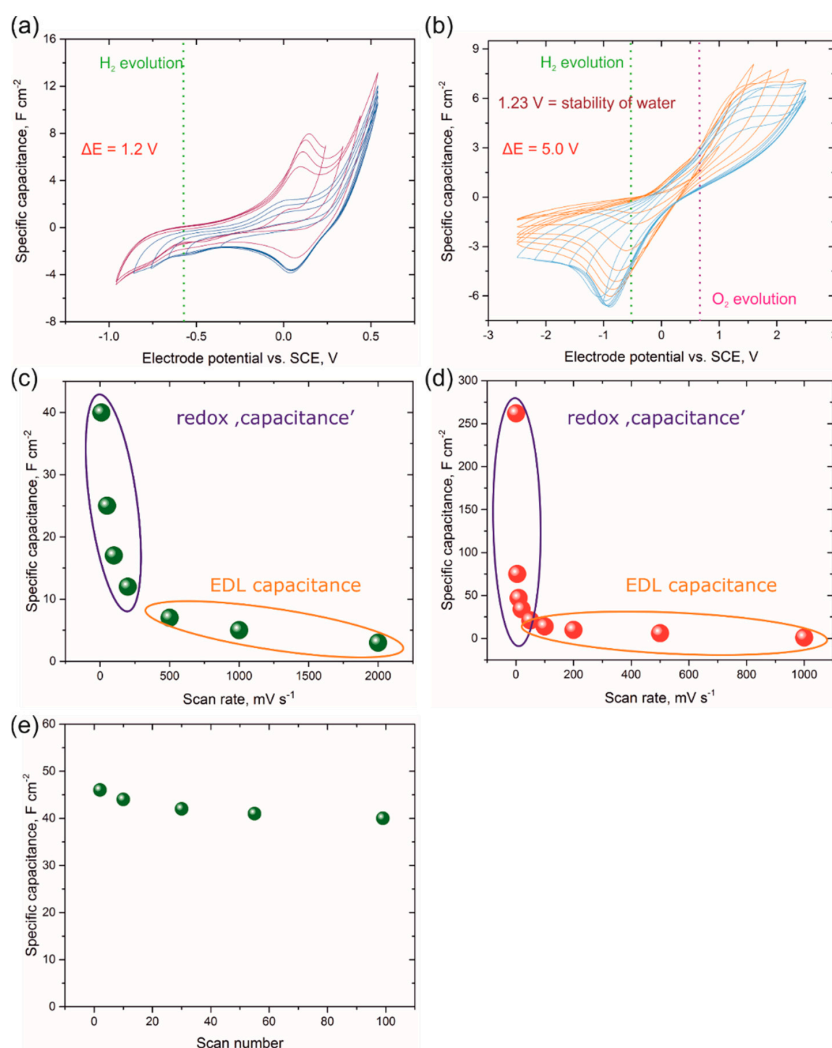 (a)
16
12
8
4
0
-4
-8
Specific capacitance, F cm⁻²
H₂ evolution
ΔE = 1.2 V
-1.0
-0.5
0.0
0.5
Electrode potential vs. SCE, V
(b)
9
6
3
0
-3
-6
Specific capacitance, F cm⁻²
H₂ evolution
1.23 V = stability of water
ΔE = 5.0 V
O₂ evolution
-3
-2
-1
0
1
2
3
Electrode potential vs. SCE, V
(c)
40
30
20
10
0
Specific capacitance, F cm⁻²
redox ‚capacitance’
EDL capacitance
0
500
1000
1500
2000
Scan rate, mV s⁻¹
(d)
300
250
200
150
100
50
0
Specific capacitance, F cm⁻²
redox ‚capacitance’
EDL capacitance
0
200
400
600
800
1000
Scan rate, mV s⁻¹
(e)
60
50
40
30
20
10
0
Specific capacitance, F cm⁻²
0
20
40
60
80
100
Scan number